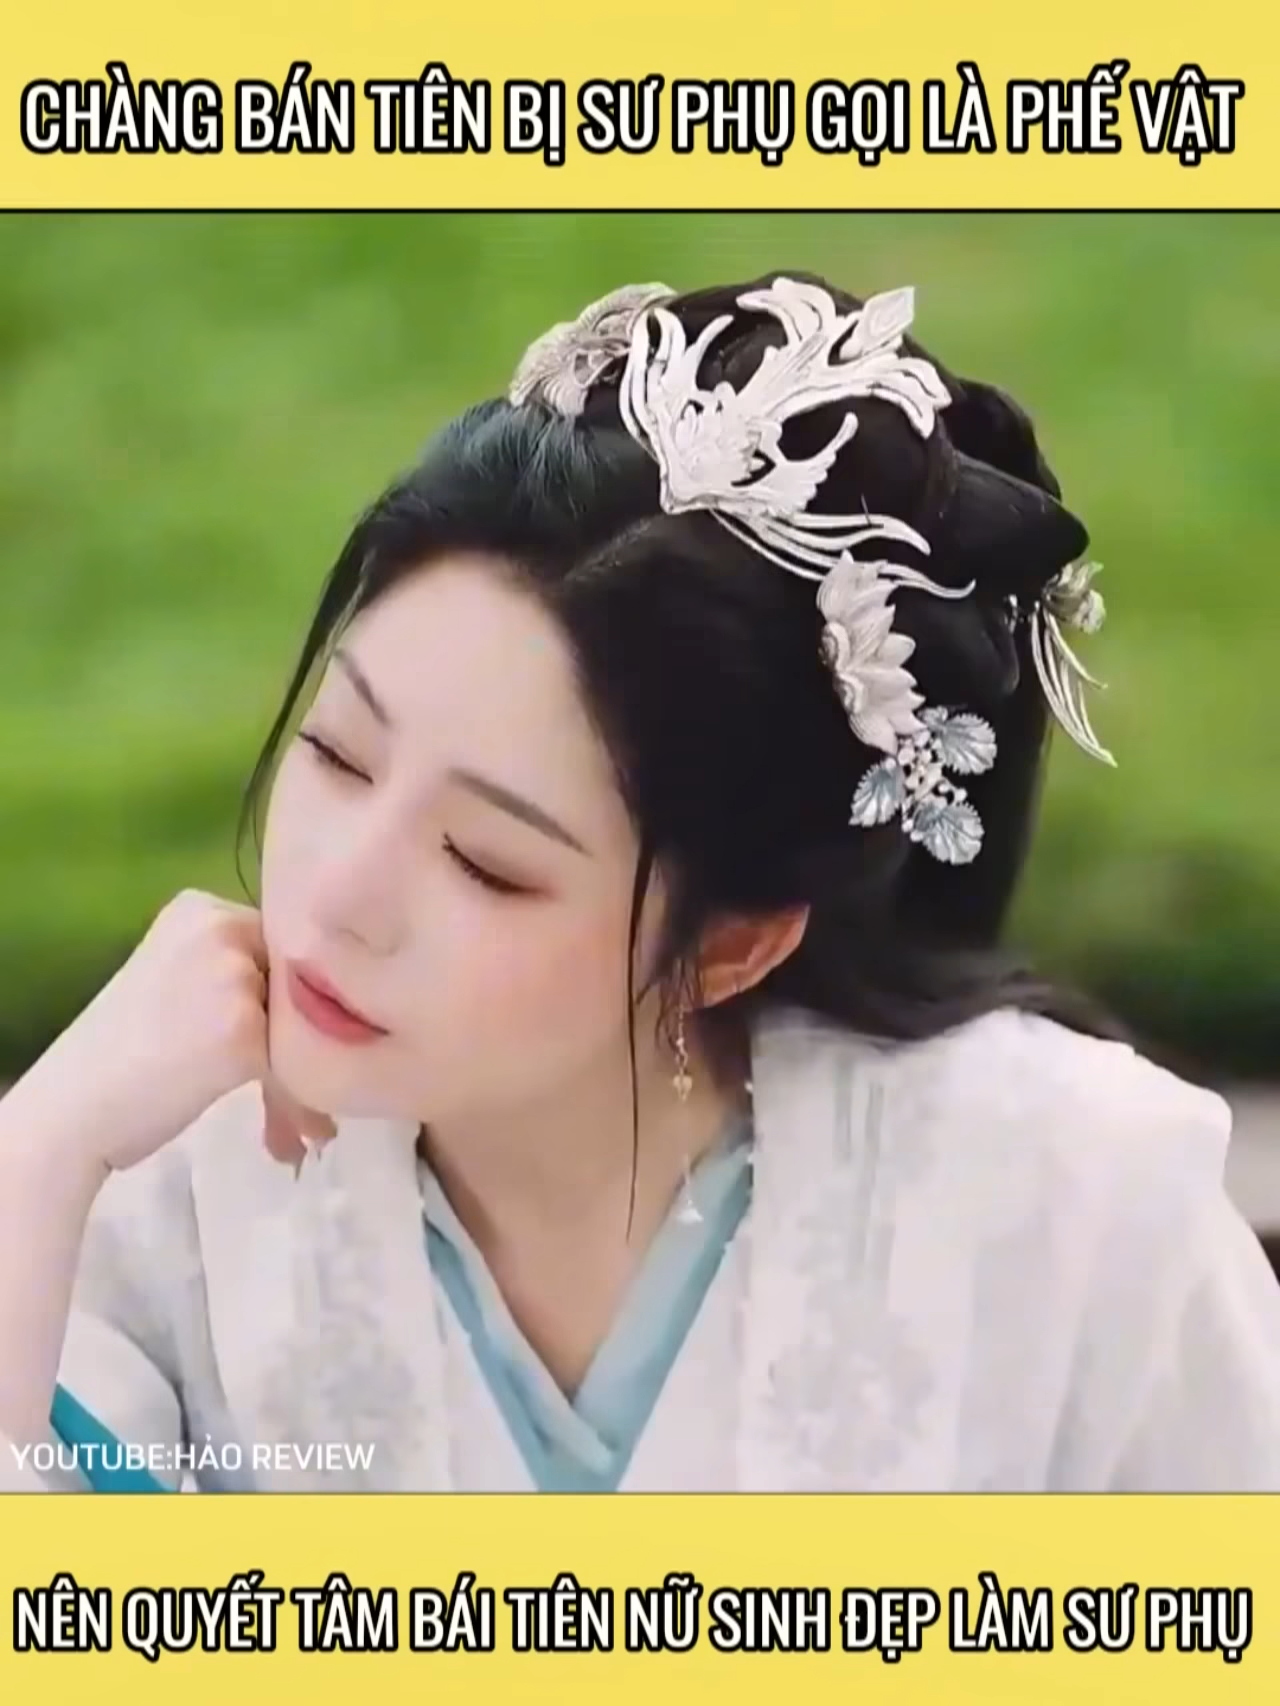 CHÀNG BÁN TIÊN BỊ SƯ PHỤ GỌI LÀ PHẾ VẬT
YOUTUBE:HẢO REVIEW
NÊN QUYẾT TÂM BÁI TIÊN NỮ SINH ĐẸP LÀM SƯ PHỤ